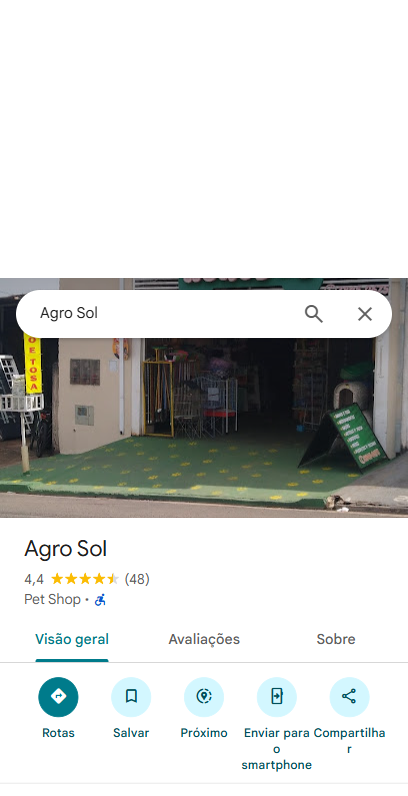 Agro Sol
O E TOSA
Agro Sol
4,4 (48)
Pet Shop •
Visão geral Avaliações Sobre
Rotas Salvar Próximo Enviar para o smartphone Compartilhar